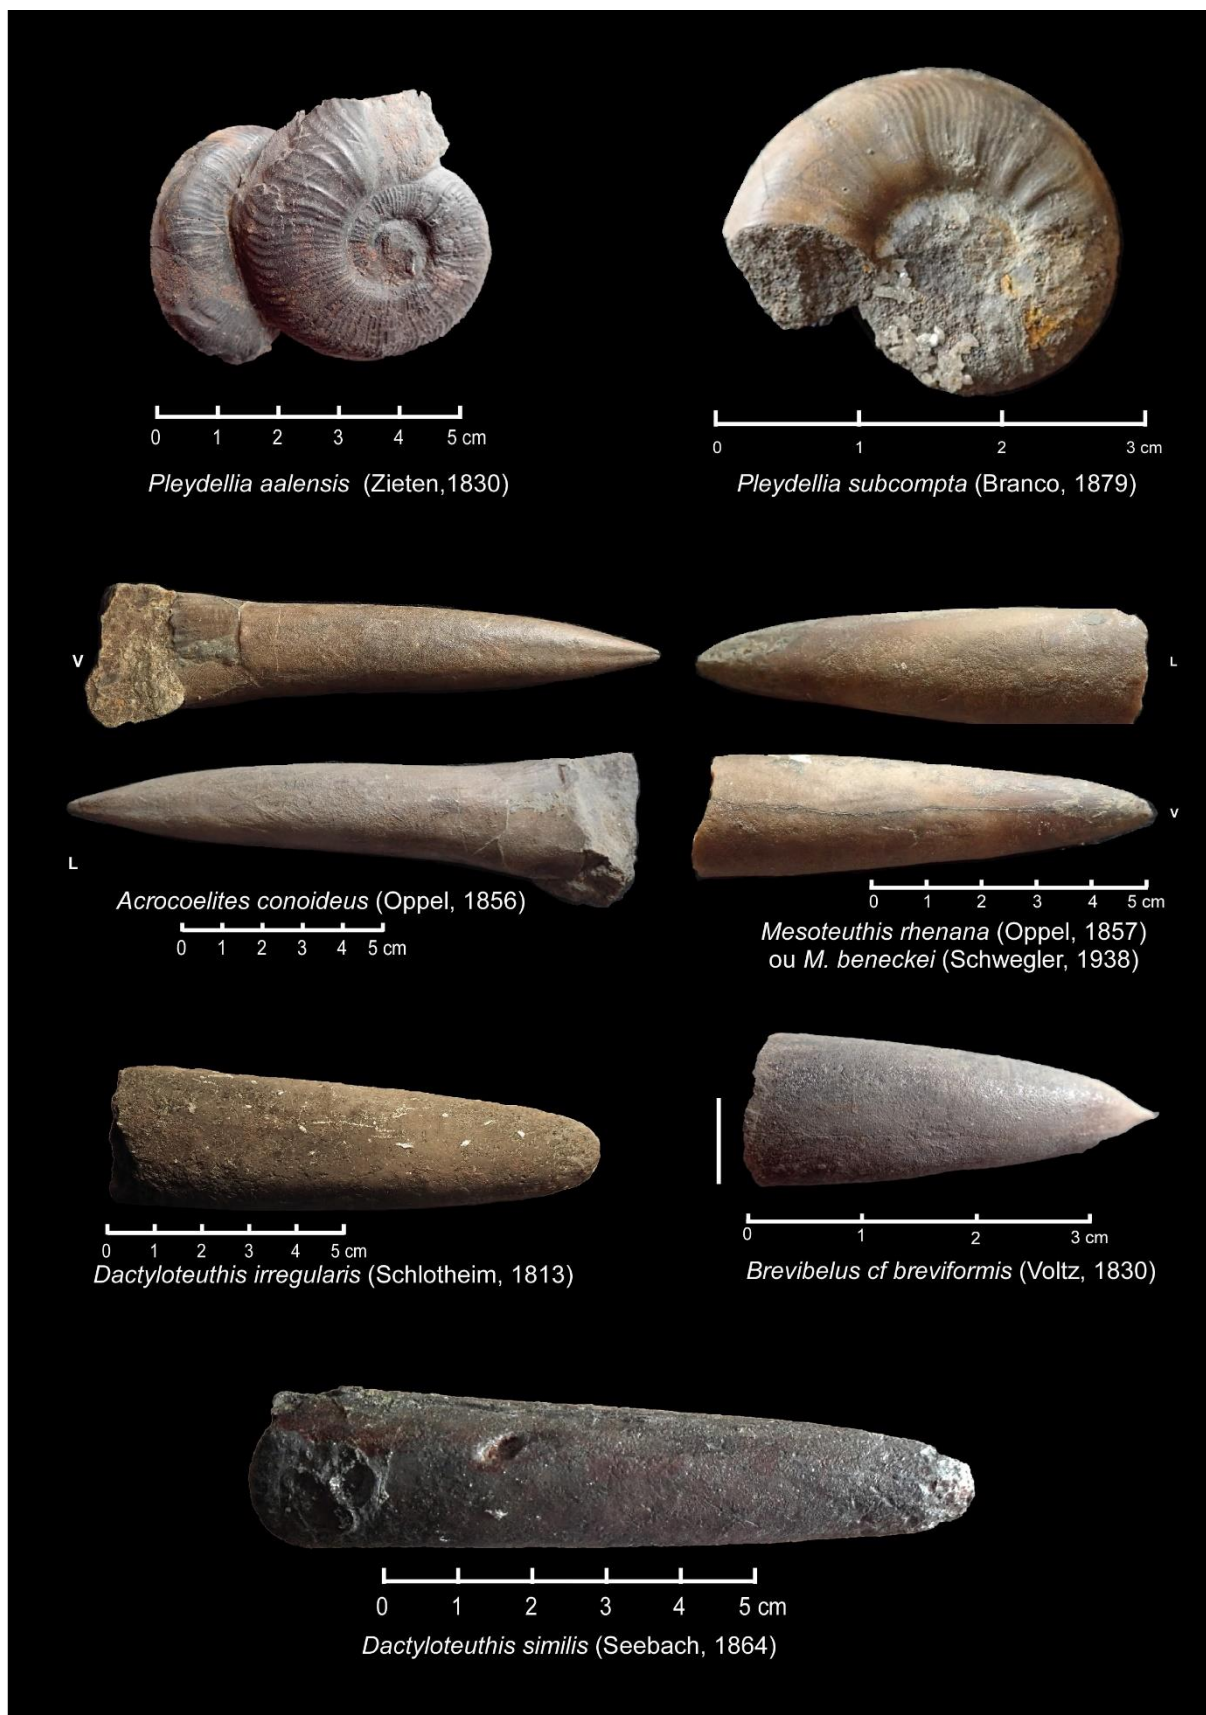 0 1 2 3 4 5 cm
Pleydellia aalensis (Zieten,1830)
0 1 2 3 cm
Pleydellia subcompta (Branco, 1879)
V
L
L
V
Acrocoelites conoideus (Oppel, 1856)
0 1 2 3 4 5 cm
0 1 2 3 4 5 cm
Mesoteuthis rhenana (Oppel, 1857)
ou M. beneckei (Schwegler, 1938)
0 1 2 3 4 5 cm
Dactyloteuthis irregularis (Schlotheim, 1813)
0 1 2 3 cm
Brevibelus cf breviformis (Voltz, 1830)
0 1 2 3 4 5 cm
Dactyloteuthis similis (Seebach, 1864)